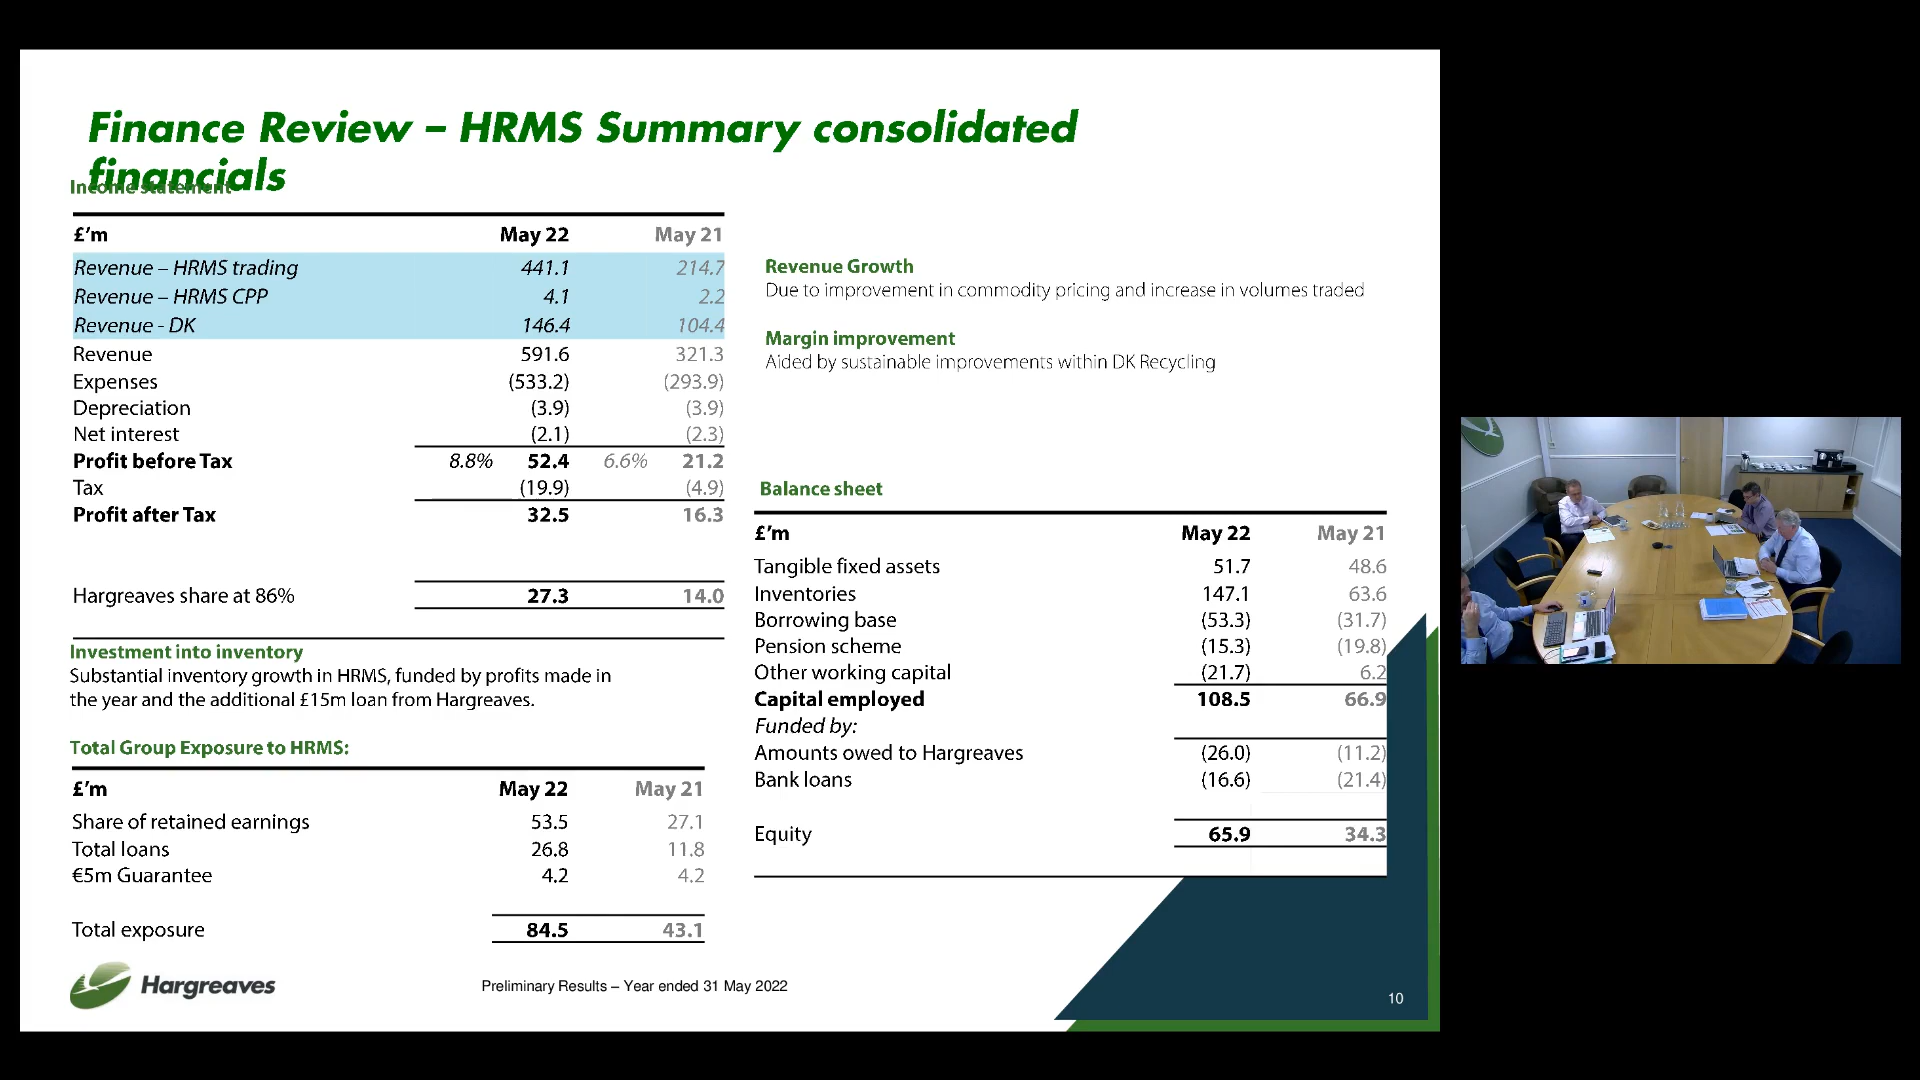 Finance Review – HRMS Summary consolidated
financials
Income statement
£'m May 22 May 21
Revenue – HRMS trading 441.1 214.7
Revenue – HRMS CPP 4.1 2.2
Revenue - DK 146.4 104.4
Revenue 591.6 321.3
Expenses (533.2) (293.9)
Depreciation (3.9) (3.9)
Net interest (2.1) (2.3)
Profit before Tax 8.8% 52.4 6.6% 21.2
Tax (19.9) (4.9)
Profit after Tax 32.5 16.3
Hargreaves share at 86% 27.3 14.0
Investment into inventory
Substantial inventory growth in HRMS, funded by profits made in
the year and the additional £15m loan from Hargreaves.
Total Group Exposure to HRMS:
£'m May 22 May 21
Share of retained earnings 53.5 27.1
Total loans 26.8 11.8
€5m Guarantee 4.2 4.2
Total exposure 84.5 43.1
Revenue Growth
Due to improvement in commodity pricing and increase in volumes traded
Margin improvement
Aided by sustainable improvements within DK Recycling
Balance sheet
£'m May 22 May 21
Tangible fixed assets 51.7 48.6
Inventories 147.1 63.6
Borrowing base (53.3) (31.7)
Pension scheme (15.3) (19.8)
Other working capital (21.7) 6.2
Capital employed 108.5 66.9
Funded by:
Amounts owed to Hargreaves (26.0) (11.2)
Bank loans (16.6) (21.4)
Equity 65.9 34.3
Hargreaves
Preliminary Results – Year ended 31 May 2022
10